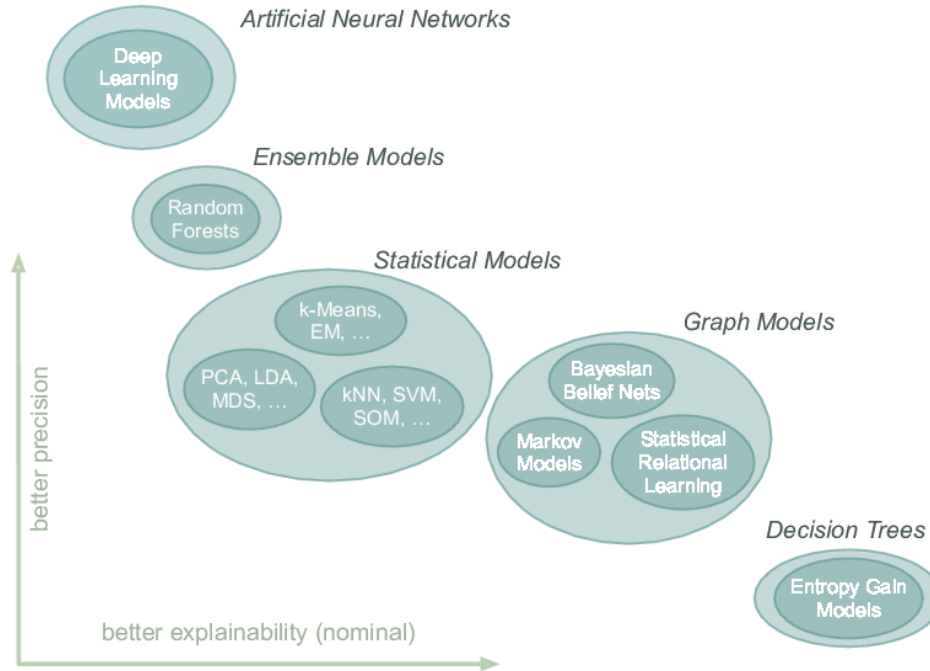 Artificial Neural Networks
Deep
Learning
Models
Ensemble Models
Random
Forests
Statistical Models
k-Means,
EM, ...
PCA, LDA,
MDS, ...
kNN, SVM,
SOM, ...
Graph Models
Bayesian
Belief Nets
Markov
Models
Statistical
Relational
Learning
Decision Trees
Entropy Gain
Models
better precision
better explainability (nominal)